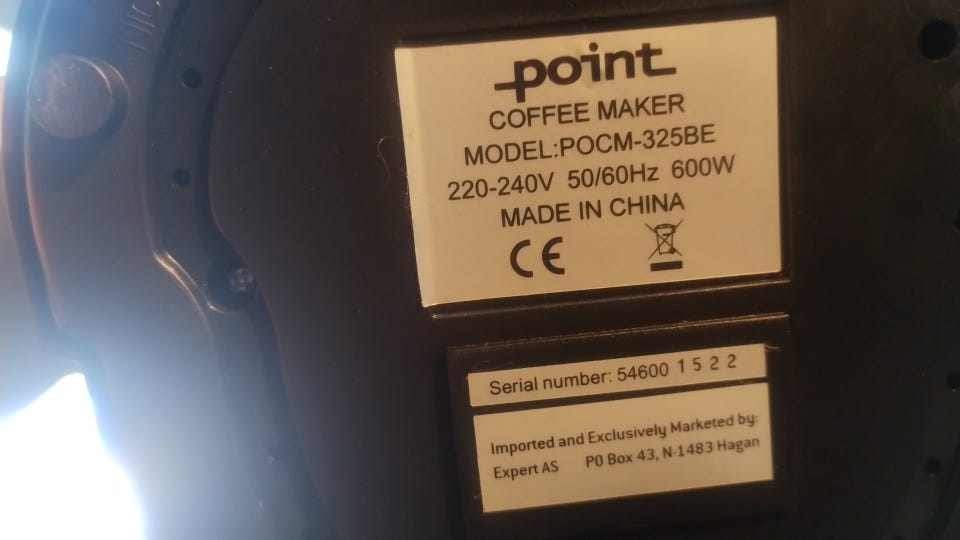 point
COFFEE MAKER
MODEL:POCM-325BE
220-240V 50/60Hz 600W
MADE IN CHINA
CE
Serial number: 54600 1 5 2 2
Imported and Exclusively Marketed by:
Expert AS PO Box 43, N-1483 Hagan